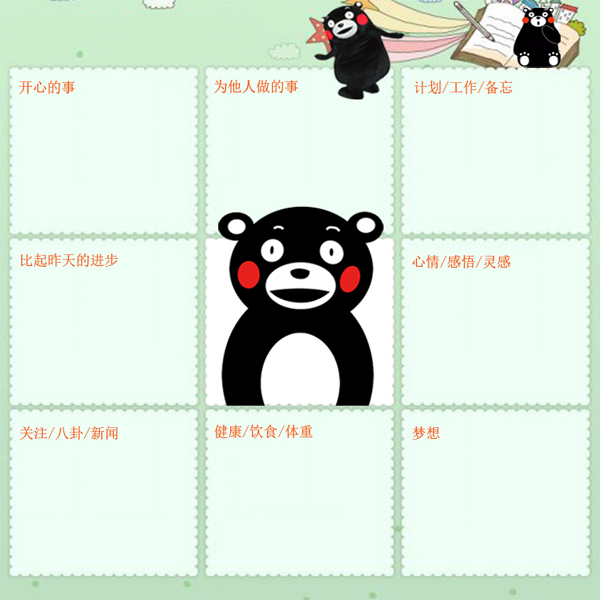 开心的事
为他人做的事
计划/工作/备忘
比起昨天的进步
心情/感悟/灵感
关注/八卦/新闻
健康/饮食/体重
梦想